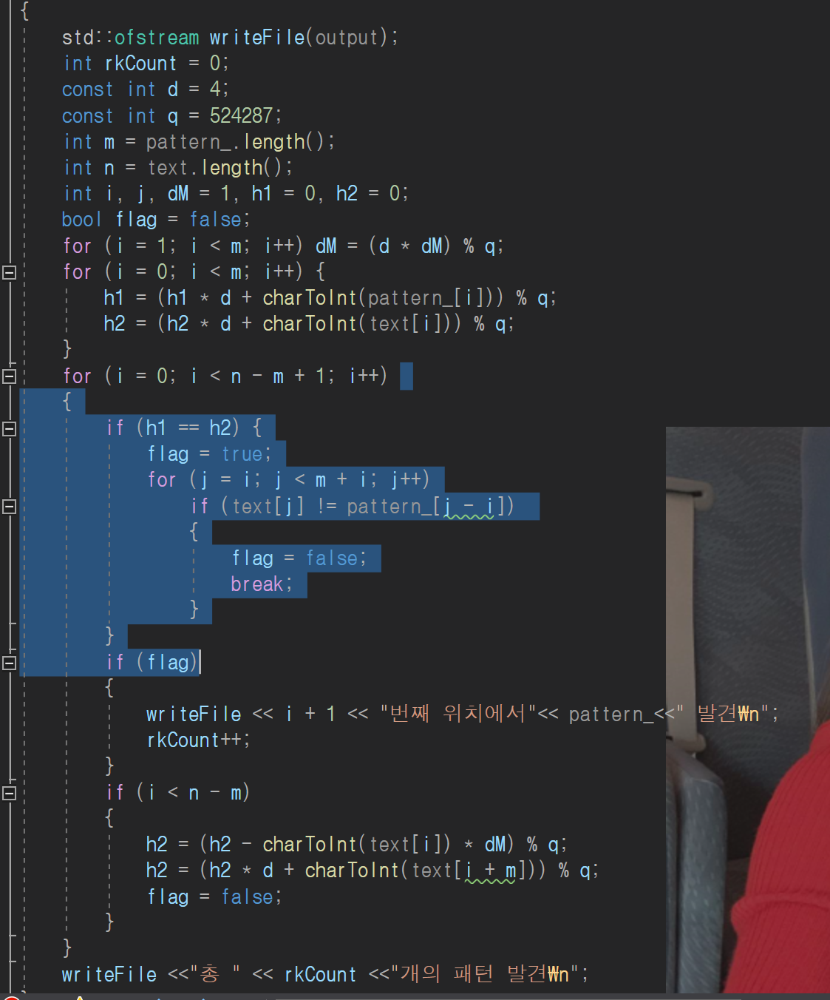 {
std::ofstream writeFile(output);
int rkCount = 0;
const int d = 4;
const int q = 524287;
int m = pattern_.length();
int n = text.length();
int i, j, dM = 1, h1 = 0, h2 = 0;
bool flag = false;
for (i = 1; i < m; i++) dM = (d * dM) % q;
for (i = 0; i < m; i++) {
h1 = (h1 * d + charToInt(pattern_[i])) % q;
h2 = (h2 * d + charToInt(text[i])) % q;
}
for (i = 0; i < n - m + 1; i++)
{
if (h1 == h2) {
flag = true;
for (j = i; j < m + i; j++)
if (text[j] != pattern_[j - i])
{
flag = false;
break;
}
}
if (flag)
{
writeFile << i + 1 << "번째 위치에서"<< pattern_<<" 발견₩n";
rkCount++;
}
if (i < n - m)
{
h2 = (h2 - charToInt(text[i]) * dM) % q;
h2 = (h2 * d + charToInt(text[i + m])) % q;
flag = false;
}
}
writeFile <<"총 " << rkCount <<"개의 패턴 발견₩n";